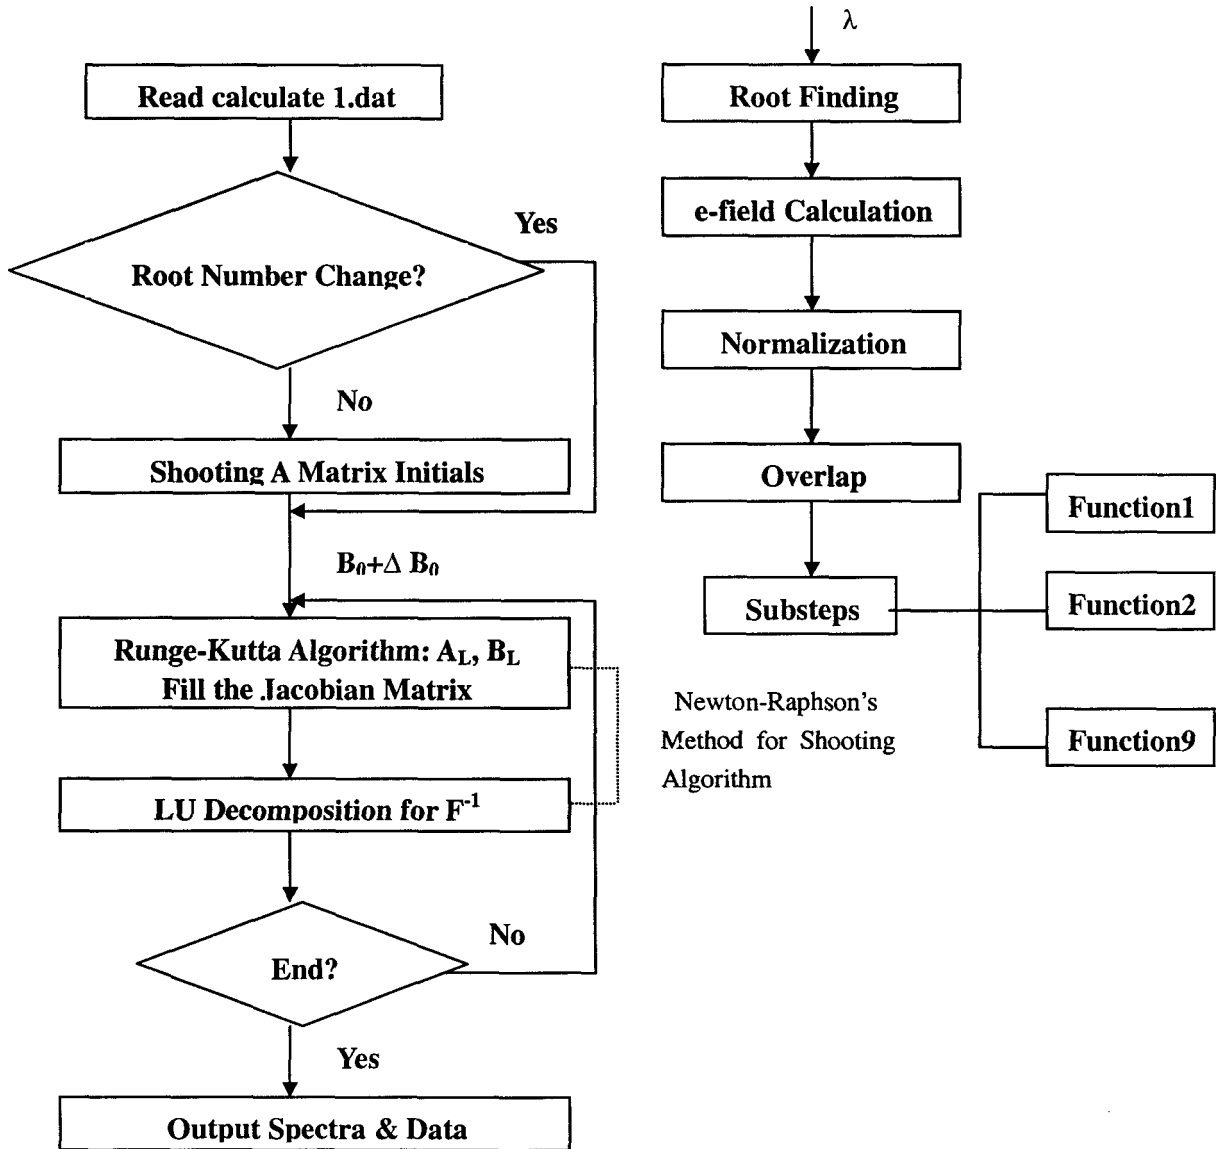 Read calculate 1.dat
Root Number Change?
Yes
No
Shooting A Matrix Initials
B₀+Δ B₀
Runge-Kutta Algorithm: A_L, B_L
Fill the Jacobian Matrix
LU Decomposition for F⁻¹
End?
No
Yes
Output Spectra & Data
λ
Root Finding
e-field Calculation
Normalization
Overlap
Substeps
Function1
Function2
Function9
Newton-Raphson's
Method for Shooting
Algorithm